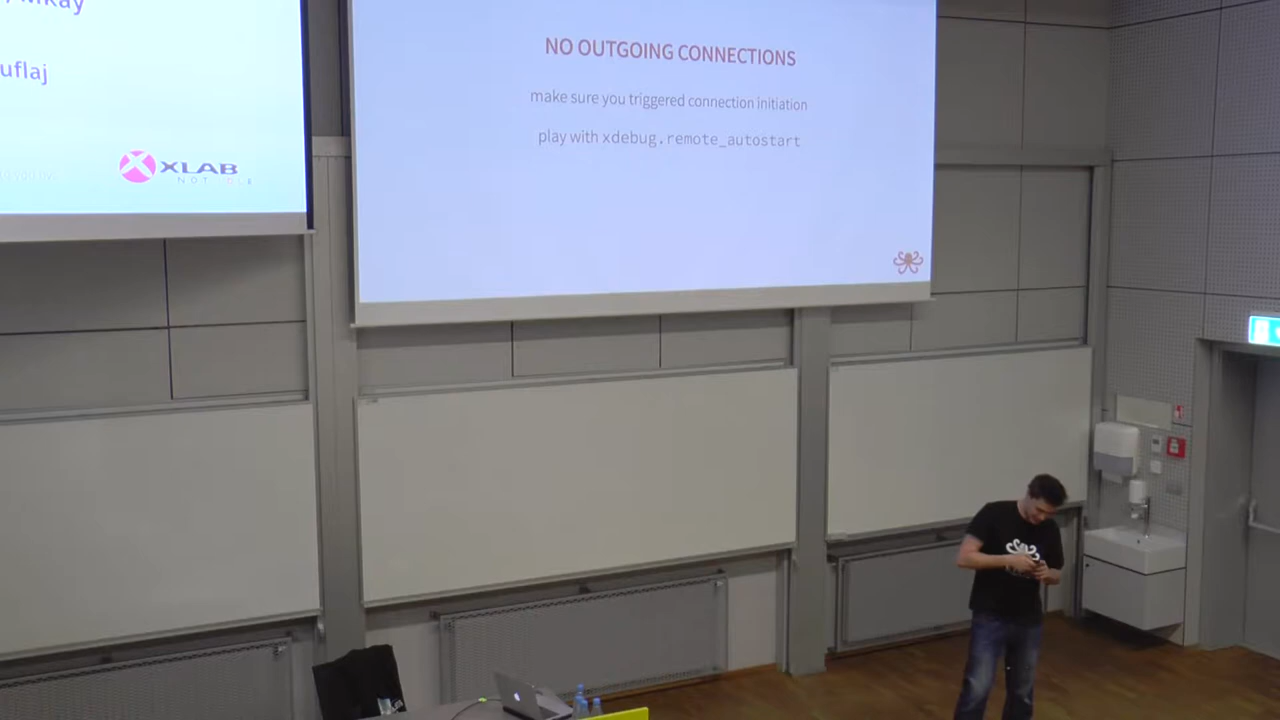 uflaj
XLAB
NO OUTGOING CONNECTIONS
make sure you triggered connection initiation
play with xdebug.remote_autostart